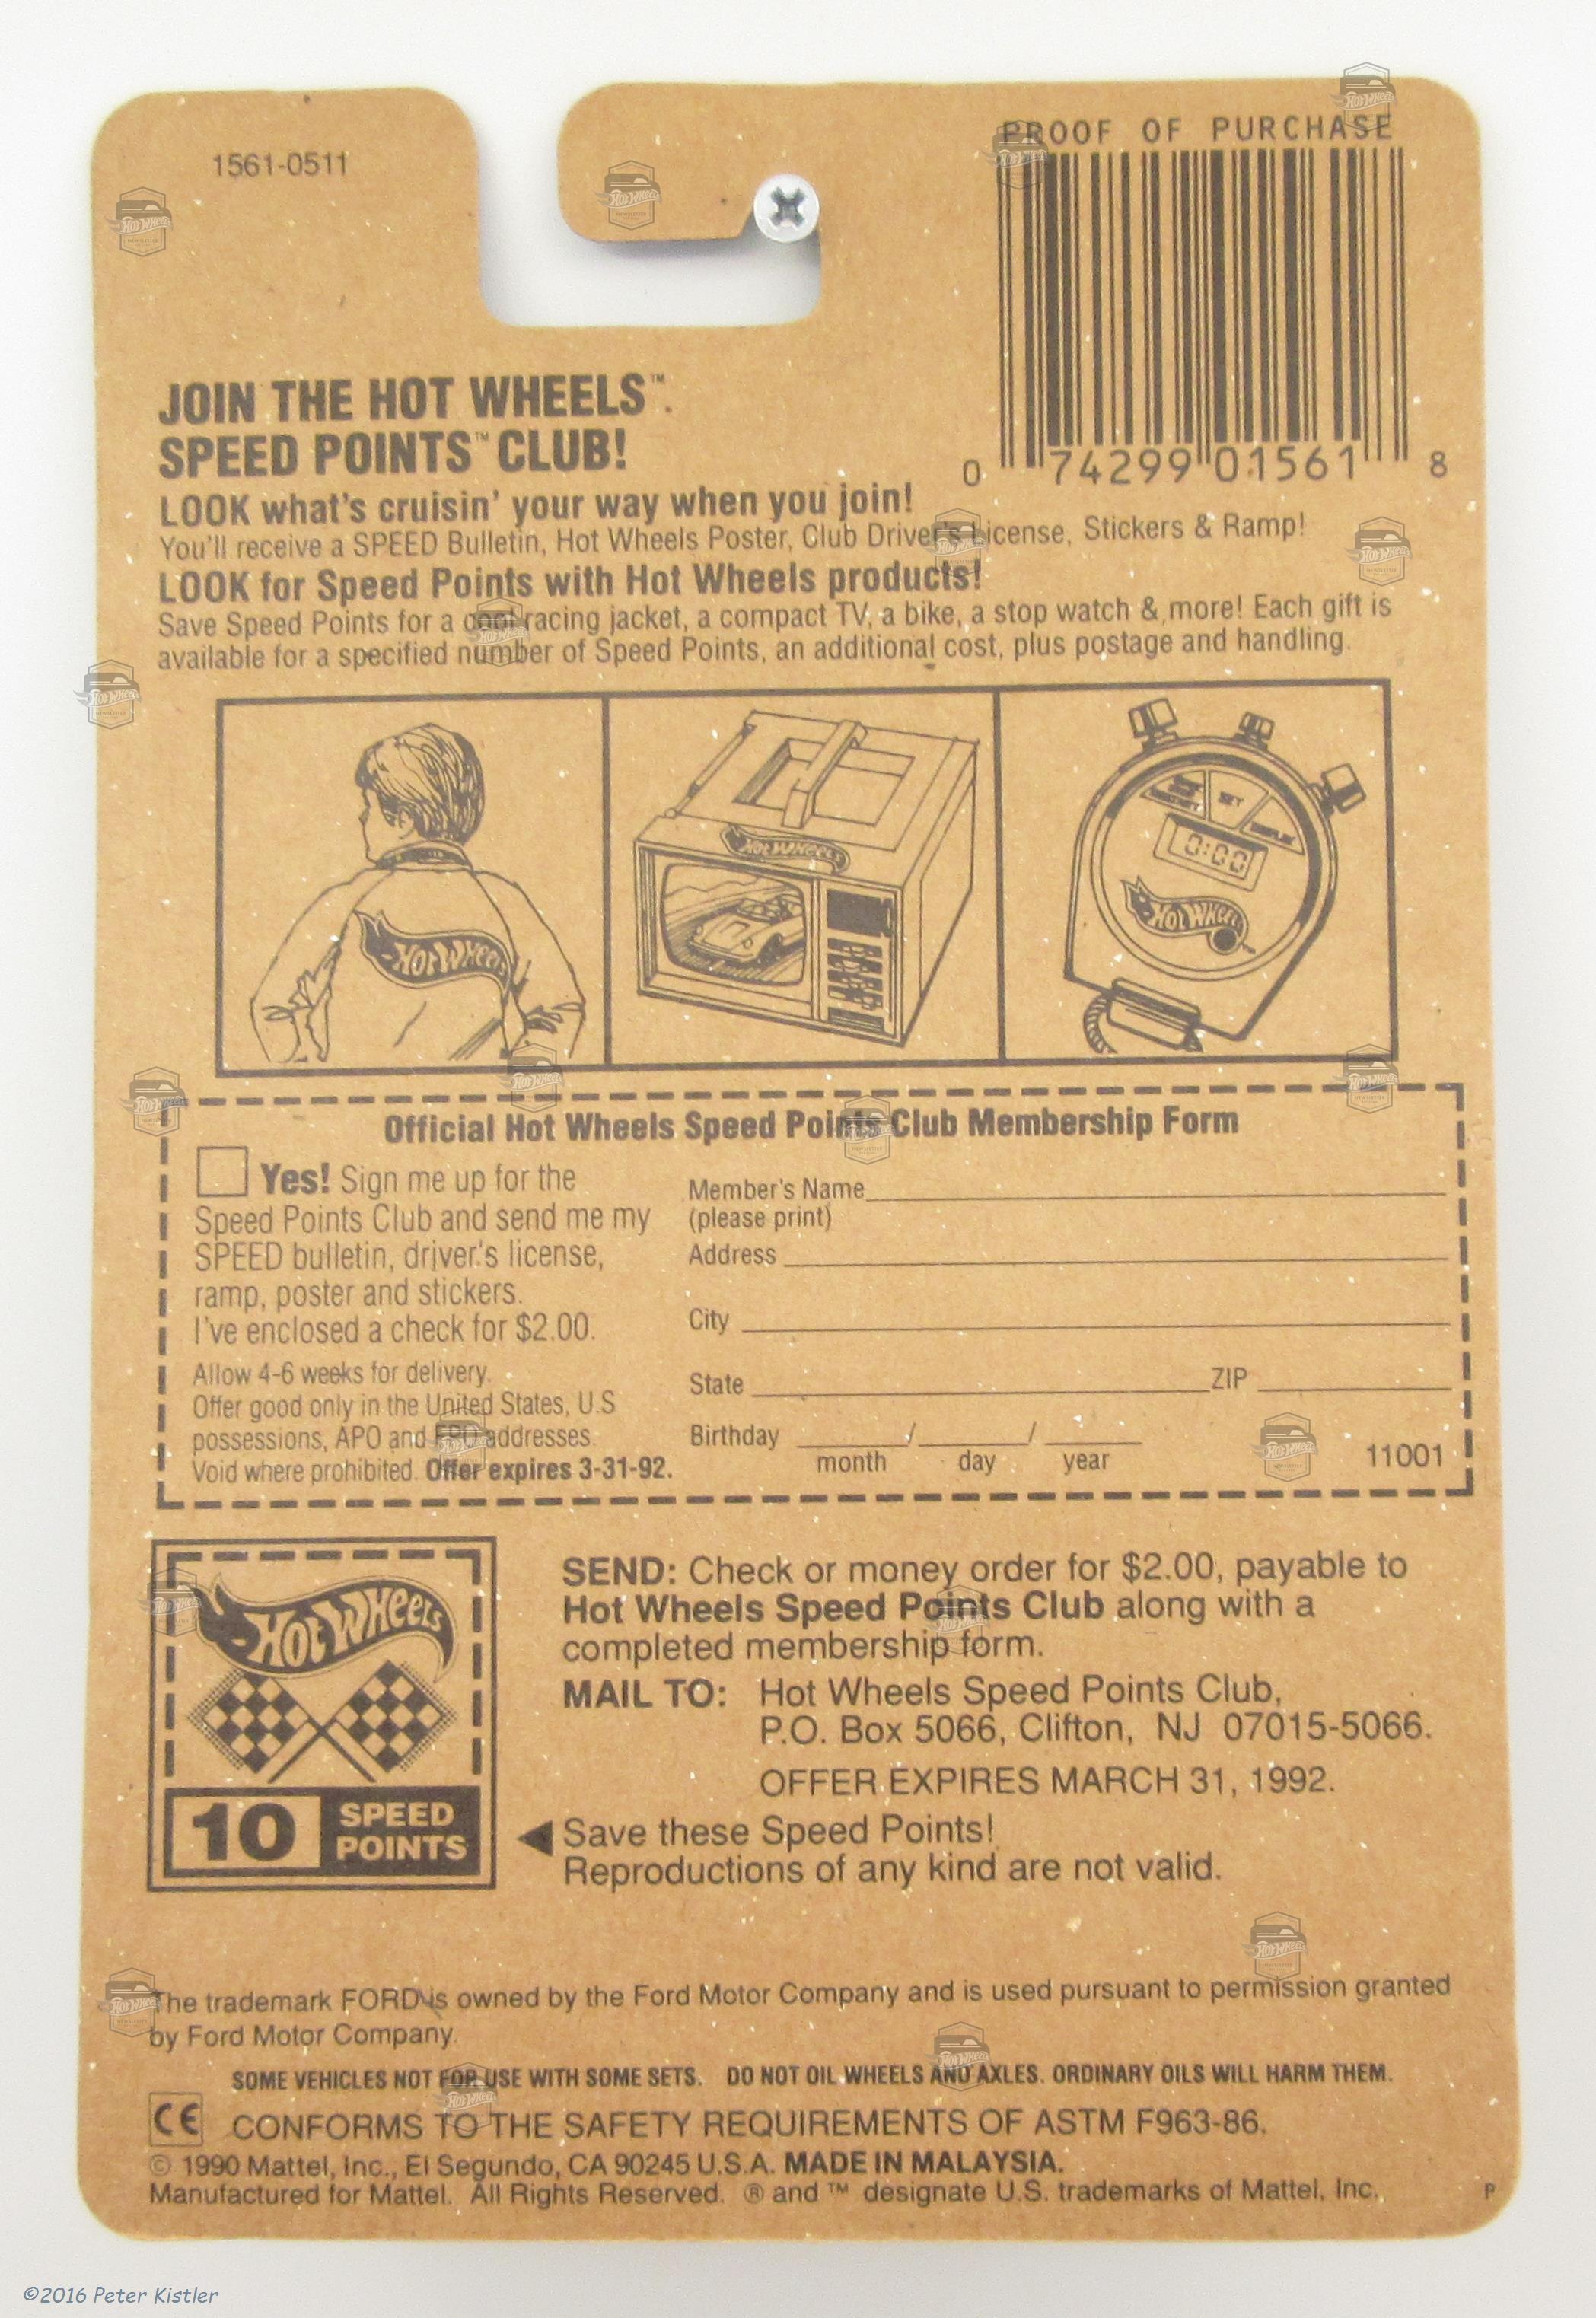 1561-0511
PROOF OF PURCHASE
0 74299 01561 8
JOIN THE HOT WHEELS™.
SPEED POINTS™ CLUB!
LOOK what's cruisin' your way when you join!
You'll receive a SPEED Bulletin, Hot Wheels Poster, Club Driver's License, Stickers & Ramp!
LOOK for Speed Points with Hot Wheels products!
Save Speed Points for a cool racing jacket, a compact TV, a bike, a stop watch & more! Each gift is
available for a specified number of Speed Points, an additional cost, plus postage and handling.
HOT WHEELS
HOT WHEELS
SET
DISPLAY
0:00
HOT WHEELS
Official Hot Wheels Speed Points Club Membership Form
Yes! Sign me up for the
Speed Points Club and send me my
SPEED bulletin, driver's license,
ramp, poster and stickers.
I've enclosed a check for $2.00.
Allow 4-6 weeks for delivery.
Offer good only in the United States, U.S
possessions, APO and FPO addresses.
Void where prohibited. Offer expires 3-31-92.
Member's Name
(please print)
Address
City
State ZIP
Birthday / /
month day year
11001
HOT WHEELS
10 SPEED
POINTS
SEND: Check or money order for $2.00, payable to
Hot Wheels Speed Points Club along with a
completed membership form.
MAIL TO: Hot Wheels Speed Points Club,
P.O. Box 5066, Clifton, NJ 07015-5066.
OFFER EXPIRES MARCH 31, 1992.
Save these Speed Points!
Reproductions of any kind are not valid.
The trademark FORD is owned by the Ford Motor Company and is used pursuant to permission granted
by Ford Motor Company.
SOME VEHICLES NOT FOR USE WITH SOME SETS. DO NOT OIL WHEELS AND AXLES. ORDINARY OILS WILL HARM THEM.
CE CONFORMS TO THE SAFETY REQUIREMENTS OF ASTM F963-86.
© 1990 Mattel, Inc., El Segundo, CA 90245 U.S.A. MADE IN MALAYSIA.
Manufactured for Mattel. All Rights Reserved. ® and ™ designate U.S. trademarks of Mattel, Inc.
P
©2016 Peter Kistler